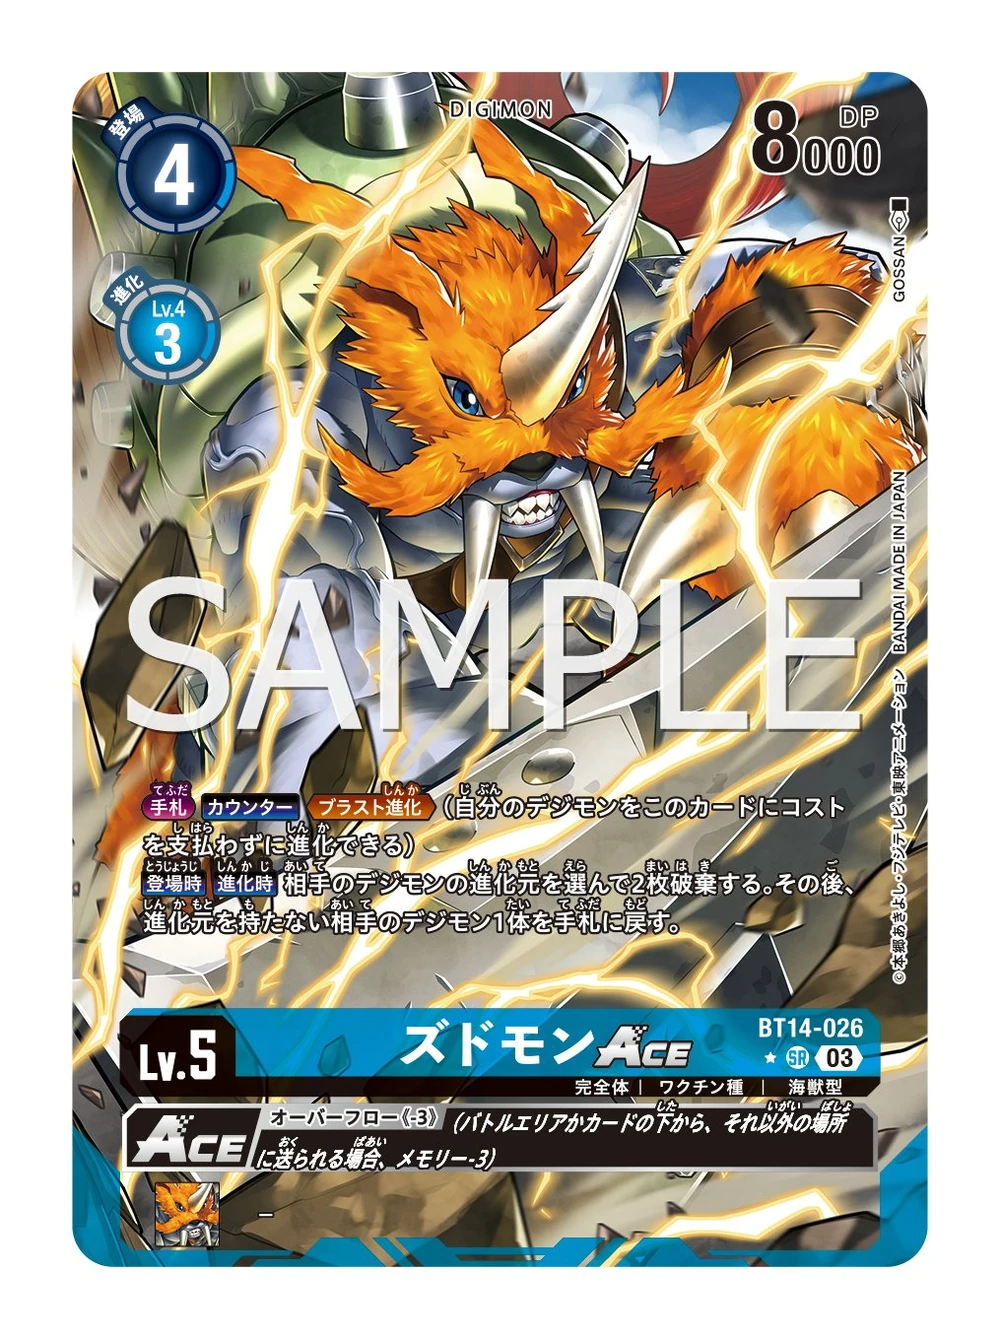 DIGIMON
登場
4
DP
8000
進化
Lv.4
3
GOSSAN
BANDAI MADE IN JAPAN
©本郷あきよし・フジテレビ・東映アニメーション
SAMPLE
手札 カウンター ブラスト進化 (自分のデジモンをこのカードにコスト
を支払わずに進化できる)
登場時 進化時 相手のデジモンの進化元を選んで2枚破棄する。その後、
進化元を持たない相手のデジモン1体を手札に戻す。
Lv.5
ズドモンACE
BT14-026
SR 03
完全体 | ワクチン種 | 海獣型
ACE
オーバーフロー《-3》 (バトルエリアかカードの下から、それ以外の場所
に送られる場合、メモリー-3)
-